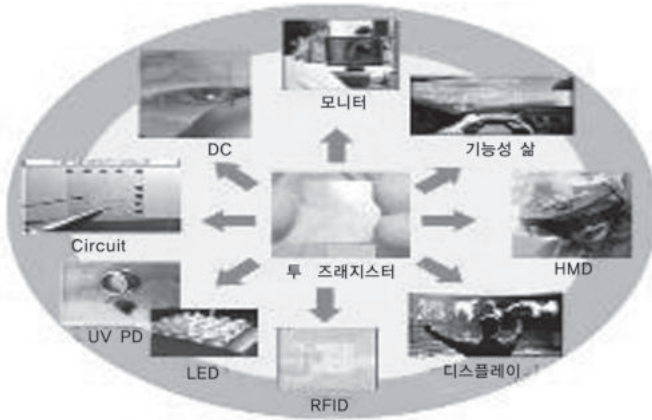 모니터
DC
기능성 삶
Circuit
투 즈래지스터
HMD
UV PD
LED
RFID
디스플레이